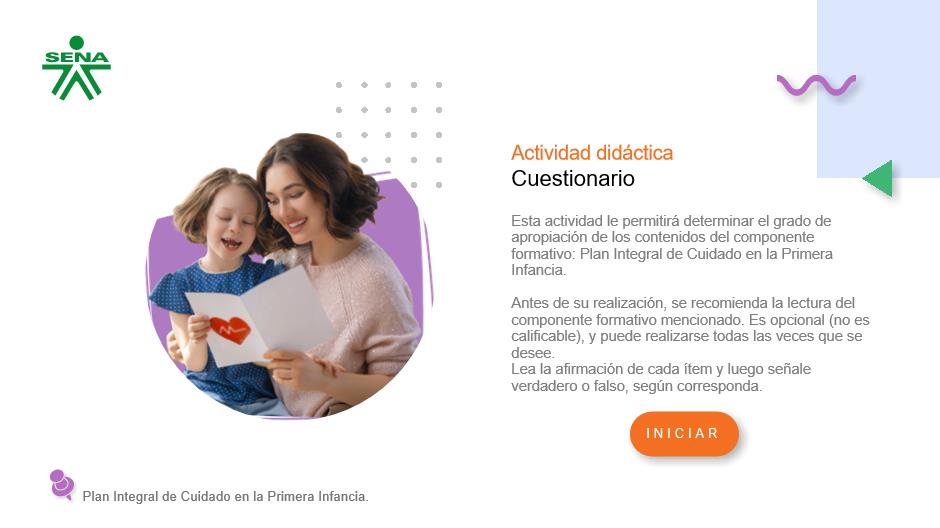 SENA
Actividad didáctica
Cuestionario
Esta actividad le permitirá determinar el grado de
apropiación de los contenidos del componente
formativo: Plan Integral de Cuidado en la Primera
Infancia.
Antes de su realización, se recomienda la lectura del
componente formativo mencionado. Es opcional (no es
calificable), y puede realizarse todas las veces que se
desee.
Lea la afirmación de cada ítem y luego señale
verdadero o falso, según corresponda.
INICIAR
Plan Integral de Cuidado en la Primera Infancia.